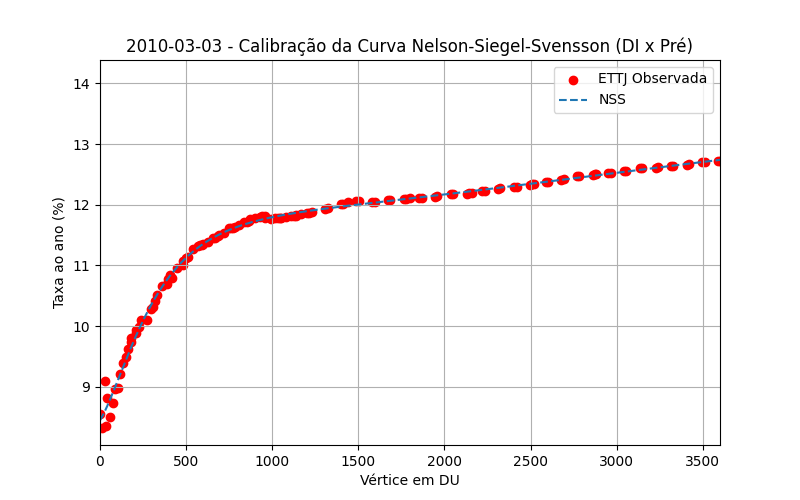 2010-03-03 - Calibração da Curva Nelson-Siegel-Svensson (DI x Pré)
ETTJ Observada
NSS
Taxa ao ano (%)
14
13
12
11
10
9
0 500 1000 1500 2000 2500 3000 3500
Vértice em DU